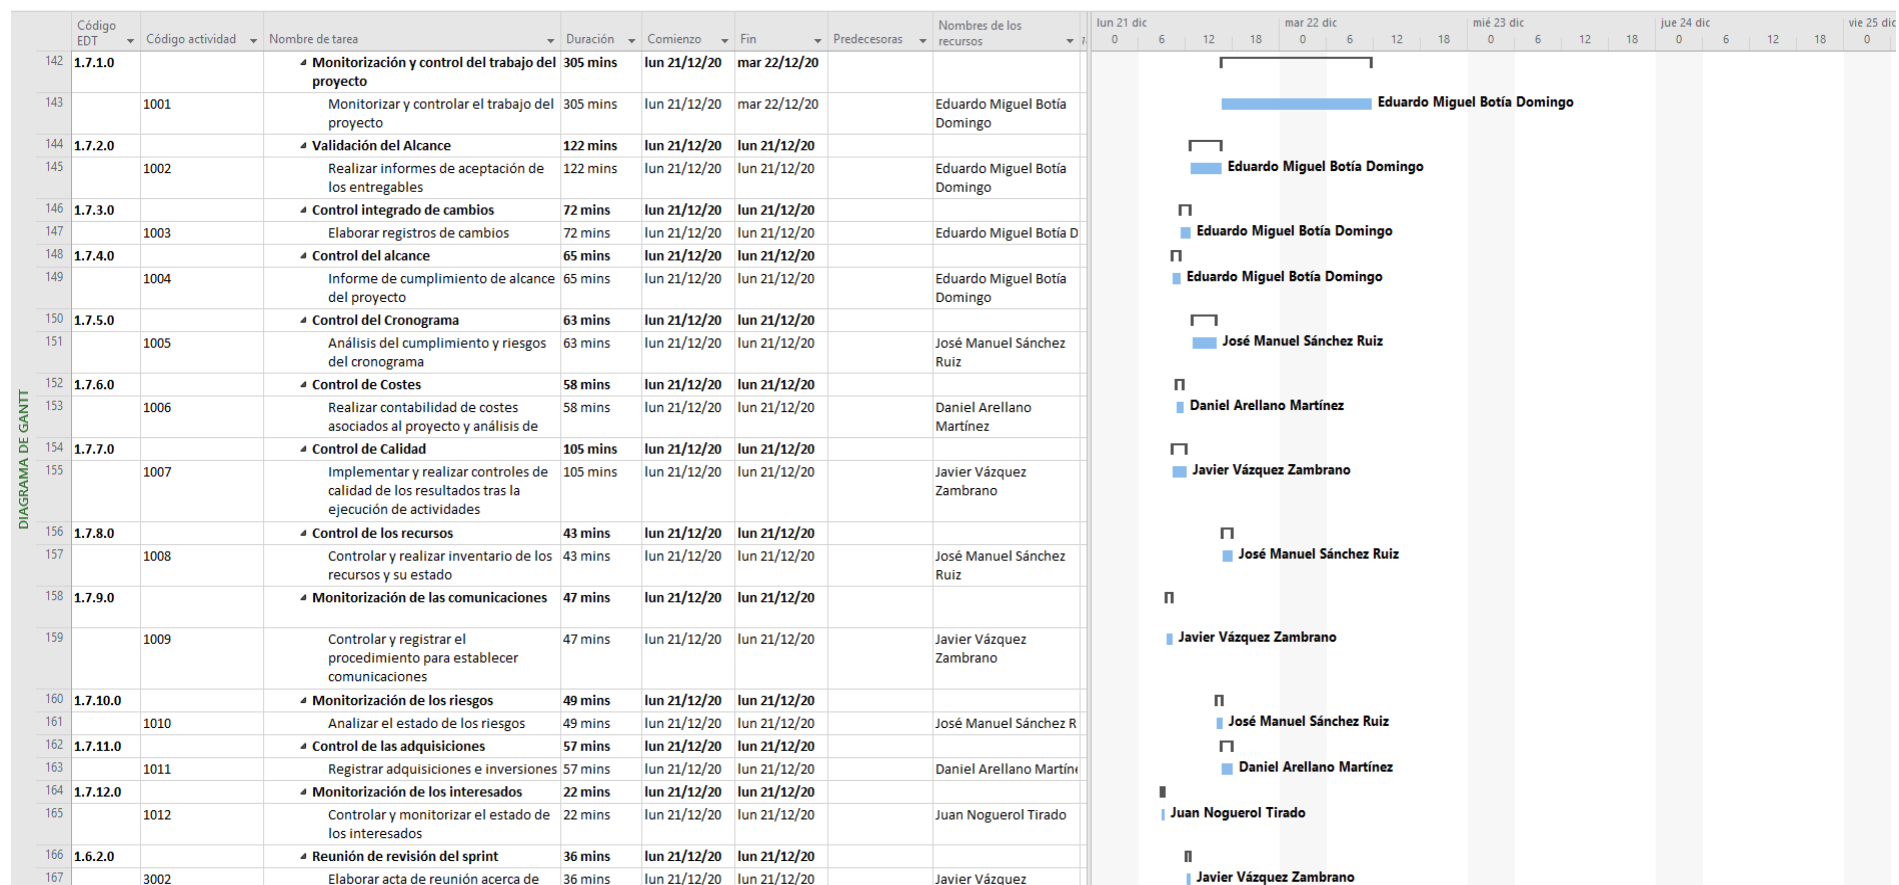 Código EDT Código actividad Nombre de tarea Duración Comienzo Fin Predecesoras Nombres de los recursos
lun 21 dic mar 22 dic mié 23 dic jue 24 dic vie 25 dic
0 6 12 18 0 6 12 18 0 6 12 18 0 6 12 18 0
DIAGRAMA DE GANTT
142 1.7.1.0 Monitorización y control del trabajo del 305 mins lun 21/12/20 mar 22/12/20
proyecto
143 1001 Monitorizar y controlar el trabajo del 305 mins lun 21/12/20 mar 22/12/20 Eduardo Miguel Botía Eduardo Miguel Botía Domingo
proyecto Domingo
144 1.7.2.0 Validación del Alcance 122 mins lun 21/12/20 lun 21/12/20
145 1002 Realizar informes de aceptación de 122 mins lun 21/12/20 lun 21/12/20 Eduardo Miguel Botía Eduardo Miguel Botía Domingo
los entregables Domingo
146 1.7.3.0 Control integrado de cambios 72 mins lun 21/12/20 lun 21/12/20
147 1003 Elaborar registros de cambios 72 mins lun 21/12/20 lun 21/12/20 Eduardo Miguel Botía D Eduardo Miguel Botía Domingo
148 1.7.4.0 Control del alcance 65 mins lun 21/12/20 lun 21/12/20
149 1004 Informe de cumplimiento de alcance 65 mins lun 21/12/20 lun 21/12/20 Eduardo Miguel Botía Eduardo Miguel Botía Domingo
del proyecto Domingo
150 1.7.5.0 Control del Cronograma 63 mins lun 21/12/20 lun 21/12/20
151 1005 Análisis del cumplimiento y riesgos 63 mins lun 21/12/20 lun 21/12/20 José Manuel Sánchez José Manuel Sánchez Ruiz
del cronograma Ruiz
152 1.7.6.0 Control de Costes 58 mins lun 21/12/20 lun 21/12/20
153 1006 Realizar contabilidad de costes 58 mins lun 21/12/20 lun 21/12/20 Daniel Arellano Daniel Arellano Martínez
asociados al proyecto y análisis de Martínez
154 1.7.7.0 Control de Calidad 105 mins lun 21/12/20 lun 21/12/20
155 1007 Implementar y realizar controles de 105 mins lun 21/12/20 lun 21/12/20 Javier Vázquez Javier Vázquez Zambrano
calidad de los resultados tras la Zambrano
ejecución de actividades
156 1.7.8.0 Control de los recursos 43 mins lun 21/12/20 lun 21/12/20
157 1008 Controlar y realizar inventario de los 43 mins lun 21/12/20 lun 21/12/20 José Manuel Sánchez José Manuel Sánchez Ruiz
recursos y su estado Ruiz
158 1.7.9.0 Monitorización de las comunicaciones 47 mins lun 21/12/20 lun 21/12/20
159 1009 Controlar y registrar el 47 mins lun 21/12/20 lun 21/12/20 Javier Vázquez Javier Vázquez Zambrano
procedimiento para establecer Zambrano
comunicaciones
160 1.7.10.0 Monitorización de los riesgos 49 mins lun 21/12/20 lun 21/12/20
161 1010 Analizar el estado de los riesgos 49 mins lun 21/12/20 lun 21/12/20 José Manuel Sánchez R José Manuel Sánchez Ruiz
162 1.7.11.0 Control de las adquisiciones 57 mins lun 21/12/20 lun 21/12/20
163 1011 Registrar adquisiciones e inversiones 57 mins lun 21/12/20 lun 21/12/20 Daniel Arellano Martíne Daniel Arellano Martínez
164 1.7.12.0 Monitorización de los interesados 22 mins lun 21/12/20 lun 21/12/20
165 1012 Controlar y monitorizar el estado de 22 mins lun 21/12/20 lun 21/12/20 Juan Noguerol Tirado Juan Noguerol Tirado
los interesados
166 1.6.2.0 Reunión de revisión del sprint 36 mins lun 21/12/20 lun 21/12/20
167 3002 Elaborar acta de reunión acerca de 36 mins lun 21/12/20 lun 21/12/20 Javier Vázquez Javier Vázquez Zambrano